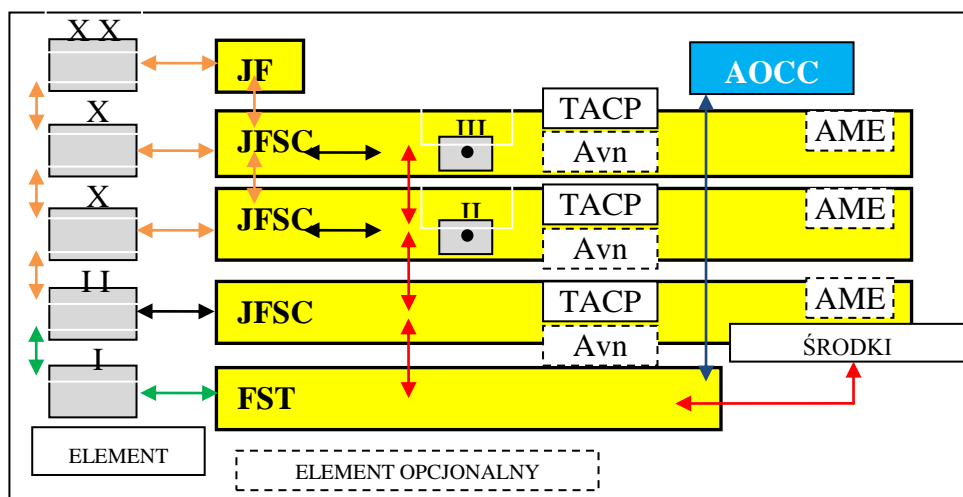 X X
JF
AOCC
X
JFSC
III
TACP
Avn
AME
X
JFSC
II
TACP
Avn
AME
I I
JFSC
TACP
Avn
AME
ŚRODKI
I
FST
ELEMENT
ELEMENT OPCJONALNY